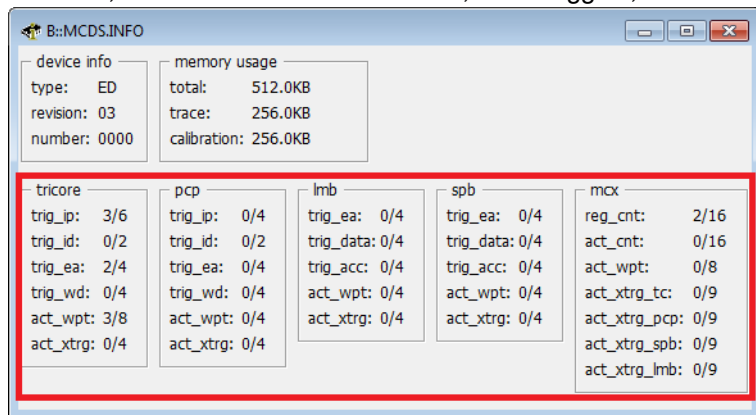 B::MCDS.INFO
device info
type: ED
revision: 03
number: 0000
memory usage
total: 512.0KB
trace: 256.0KB
calibration: 256.0KB
tricore
trig_ip: 3/6
trig_id: 0/2
trig_ea: 2/4
trig_wd: 0/4
act_wpt: 3/8
act_xtrg: 0/4
pcp
trig_ip: 0/4
trig_id: 0/2
trig_ea: 0/4
trig_wd: 0/4
act_wpt: 0/4
act_xtrg: 0/4
lmb
trig_ea: 0/4
trig_data: 0/4
trig_acc: 0/4
act_wpt: 0/4
act_xtrg: 0/4
spb
trig_ea: 0/4
trig_data: 0/4
trig_acc: 0/4
act_wpt: 0/4
act_xtrg: 0/4
mcx
reg_cnt: 2/16
act_cnt: 0/16
act_wpt: 0/8
act_xtrg_tc: 0/9
act_xtrg_pcp: 0/9
act_xtrg_spb: 0/9
act_xtrg_lmb: 0/9